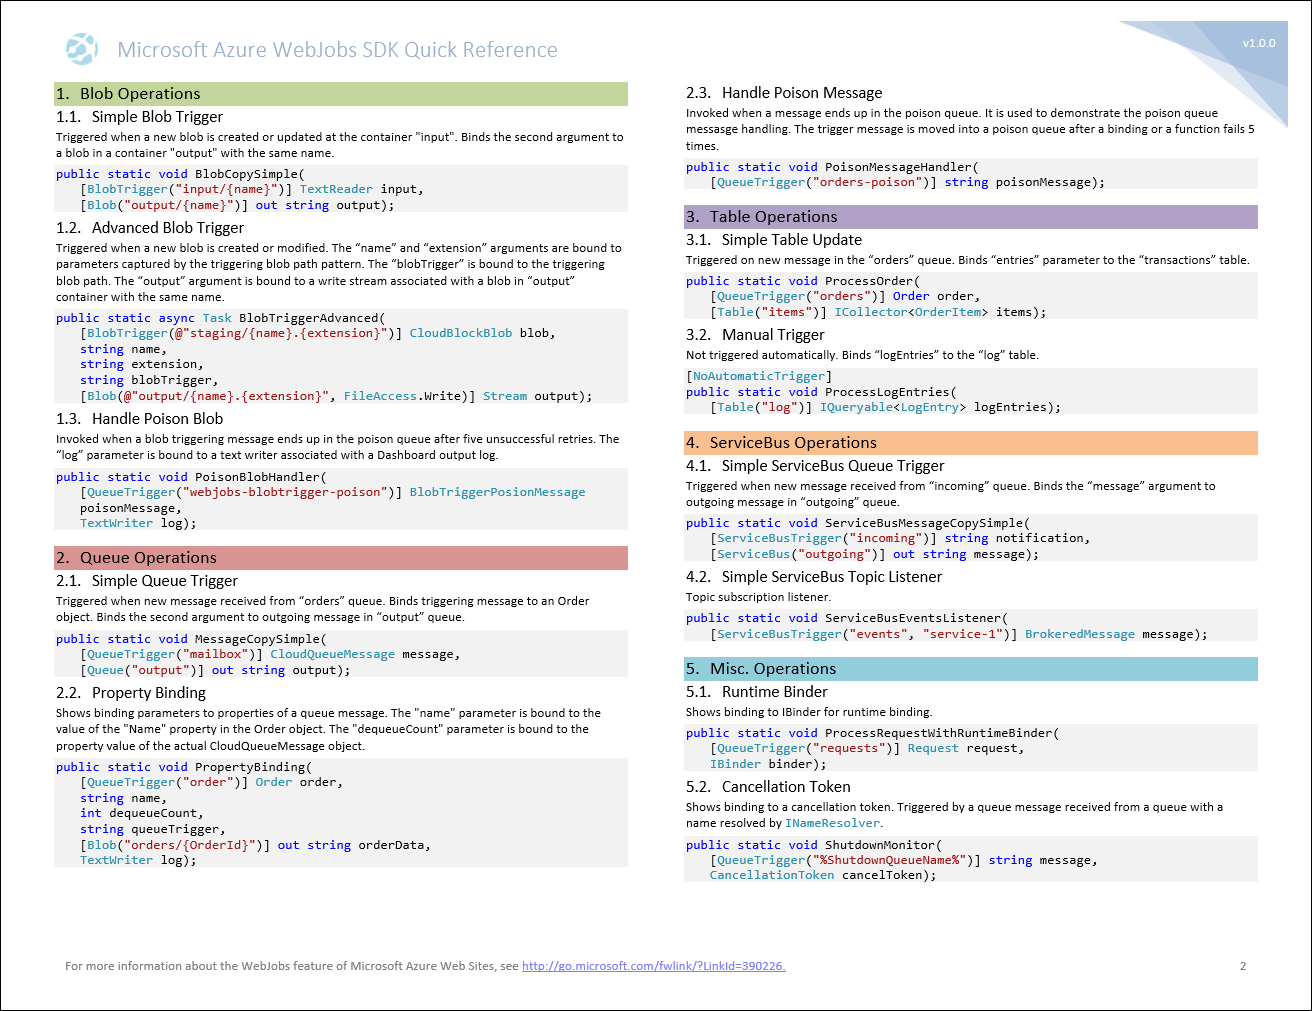 Microsoft Azure WebJobs SDK Quick Reference
v1.0.0
1. Blob Operations
1.1. Simple Blob Trigger
Triggered when a new blob is created or updated at the container "input". Binds the second argument to
a blob in a container "output" with the same name.
public static void BlobCopySimple(
[BlobTrigger("input/{name}")] TextReader input,
[Blob("output/{name}")] out string output);
1.2. Advanced Blob Trigger
Triggered when a new blob is created or modified. The “name” and “extension” arguments are bound to
parameters captured by the triggering blob path pattern. The “blobTrigger” is bound to the triggering
blob path. The “output” argument is bound to a write stream associated with a blob in “output”
container with the same name.
public static async Task BlobTriggerAdvanced(
[BlobTrigger(@"staging/{name}.{extension}")] CloudBlockBlob blob,
string name,
string extension,
string blobTrigger,
[Blob(@"output/{name}.{extension}", FileAccess.Write)] Stream output);
1.3. Handle Poison Blob
Invoked when a blob triggering message ends up in the poison queue after five unsuccessful retries. The
“log” parameter is bound to a text writer associated with a Dashboard output log.
public static void PoisonBlobHandler(
[QueueTrigger("webjobs-blobtrigger-poison")] BlobTriggerPosionMessage
poisonMessage,
TextWriter log);
2. Queue Operations
2.1. Simple Queue Trigger
Triggered when new message received from “orders” queue. Binds triggering message to an Order
object. Binds the second argument to outgoing message in “output” queue.
public static void MessageCopySimple(
[QueueTrigger("mailbox")] CloudQueueMessage message,
[Queue("output")] out string output);
2.2. Property Binding
Shows binding parameters to properties of a queue message. The "name" parameter is bound to the
value of the "Name" property in the Order object. The "dequeueCount" parameter is bound to the
property value of the actual CloudQueueMessage object.
public static void PropertyBinding(
[QueueTrigger("order")] Order order,
string name,
int dequeueCount,
string queueTrigger,
[Blob("orders/{OrderId}")] out string orderData,
TextWriter log);
2.3. Handle Poison Message
Invoked when a message ends up in the poison queue. It is used to demonstrate the poison queue
messasge handling. The trigger message is moved into a poison queue after a binding or a function fails 5
times.
public static void PoisonMessageHandler(
[QueueTrigger("orders-poison")] string poisonMessage);
3. Table Operations
3.1. Simple Table Update
Triggered on new message in the “orders” queue. Binds “entries” parameter to the “transactions” table.
public static void ProcessOrder(
[QueueTrigger("orders")] Order order,
[Table("items")] ICollector<OrderItem> items);
3.2. Manual Trigger
Not triggered automatically. Binds “logEntries” to the “log” table.
[NoAutomaticTrigger]
public static void ProcessLogEntries(
[Table("log")] IQueryable<LogEntry> logEntries);
4. ServiceBus Operations
4.1. Simple ServiceBus Queue Trigger
Triggered when new message received from “incoming” queue. Binds the “message” argument to
outgoing message in “outgoing” queue.
public static void ServiceBusMessageCopySimple(
[ServiceBusTrigger("incoming")] string notification,
[ServiceBus("outgoing")] out string message);
4.2. Simple ServiceBus Topic Listener
Topic subscription listener.
public static void ServiceBusEventsListener(
[ServiceBusTrigger("events", "service-1")] BrokeredMessage message);
5. Misc. Operations
5.1. Runtime Binder
Shows binding to IBinder for runtime binding.
public static void ProcessRequestWithRuntimeBinder(
[QueueTrigger("requests")] Request request,
IBinder binder);
5.2. Cancellation Token
Shows binding to a cancellation token. Triggered by a queue message received from a queue with a
name resolved by INameResolver.
public static void ShutdownMonitor(
[QueueTrigger("%ShutdownQueueName%")] string message,
CancellationToken cancelToken);
For more information about the WebJobs feature of Microsoft Azure Web Sites, see http://go.microsoft.com/fwlink/?LinkId=390226.
2